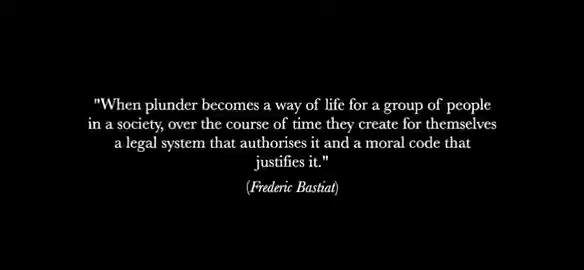 "When plunder becomes a way of life for a group of people
in a society, over the course of time they create for themselves
a legal system that authorises it and a moral code that
justifies it."
(Frederic Bastiat)